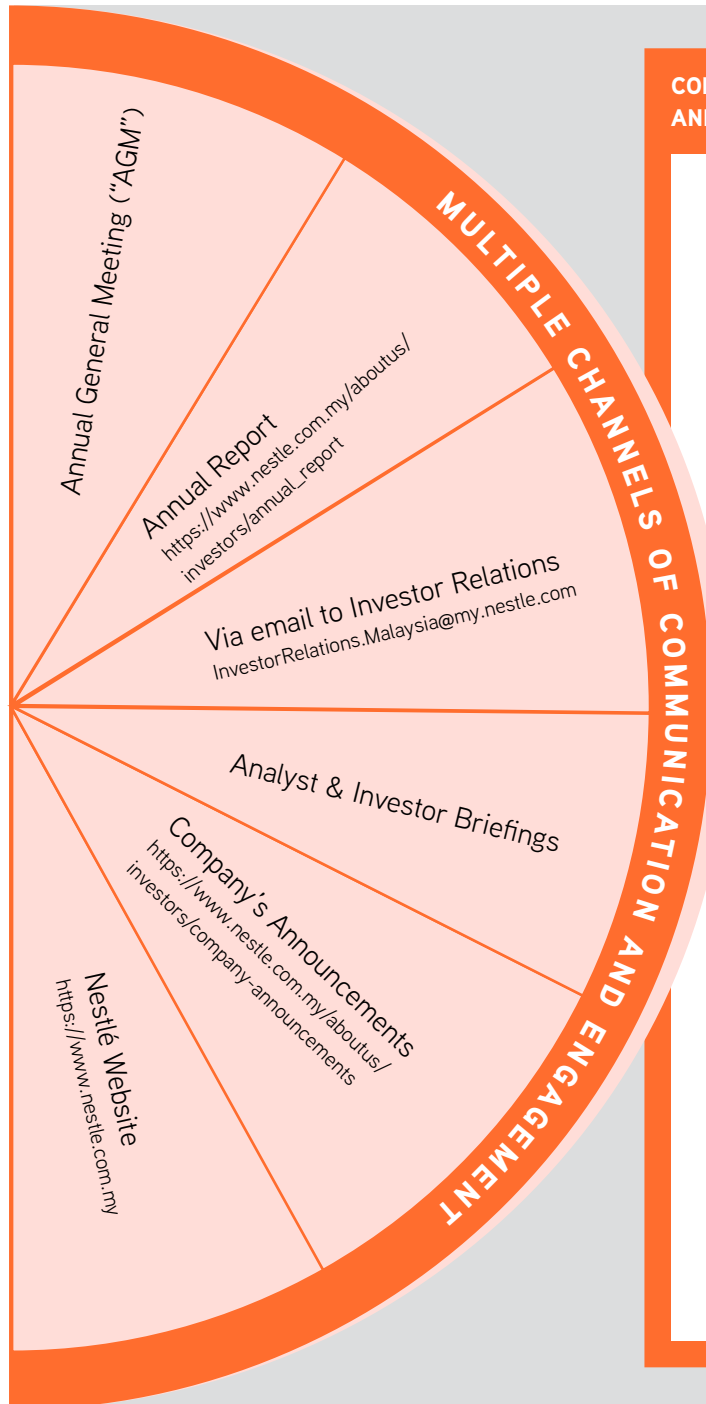 Annual General Meeting ("AGM")
Annual Report
https://www.nestle.com.my/aboutus/
investors/annual_report
Via email to Investor Relations
InvestorRelations.Malaysia@my.nestle.com
Analyst & Investor Briefings
Company's Announcements
https://www.nestle.com.my/aboutus/
investors/company-announcements
Nestlé Website
https://www.nestle.com.my
MULTIPLE CHANNELS OF COMMUNICATION AND ENGAGEMENT